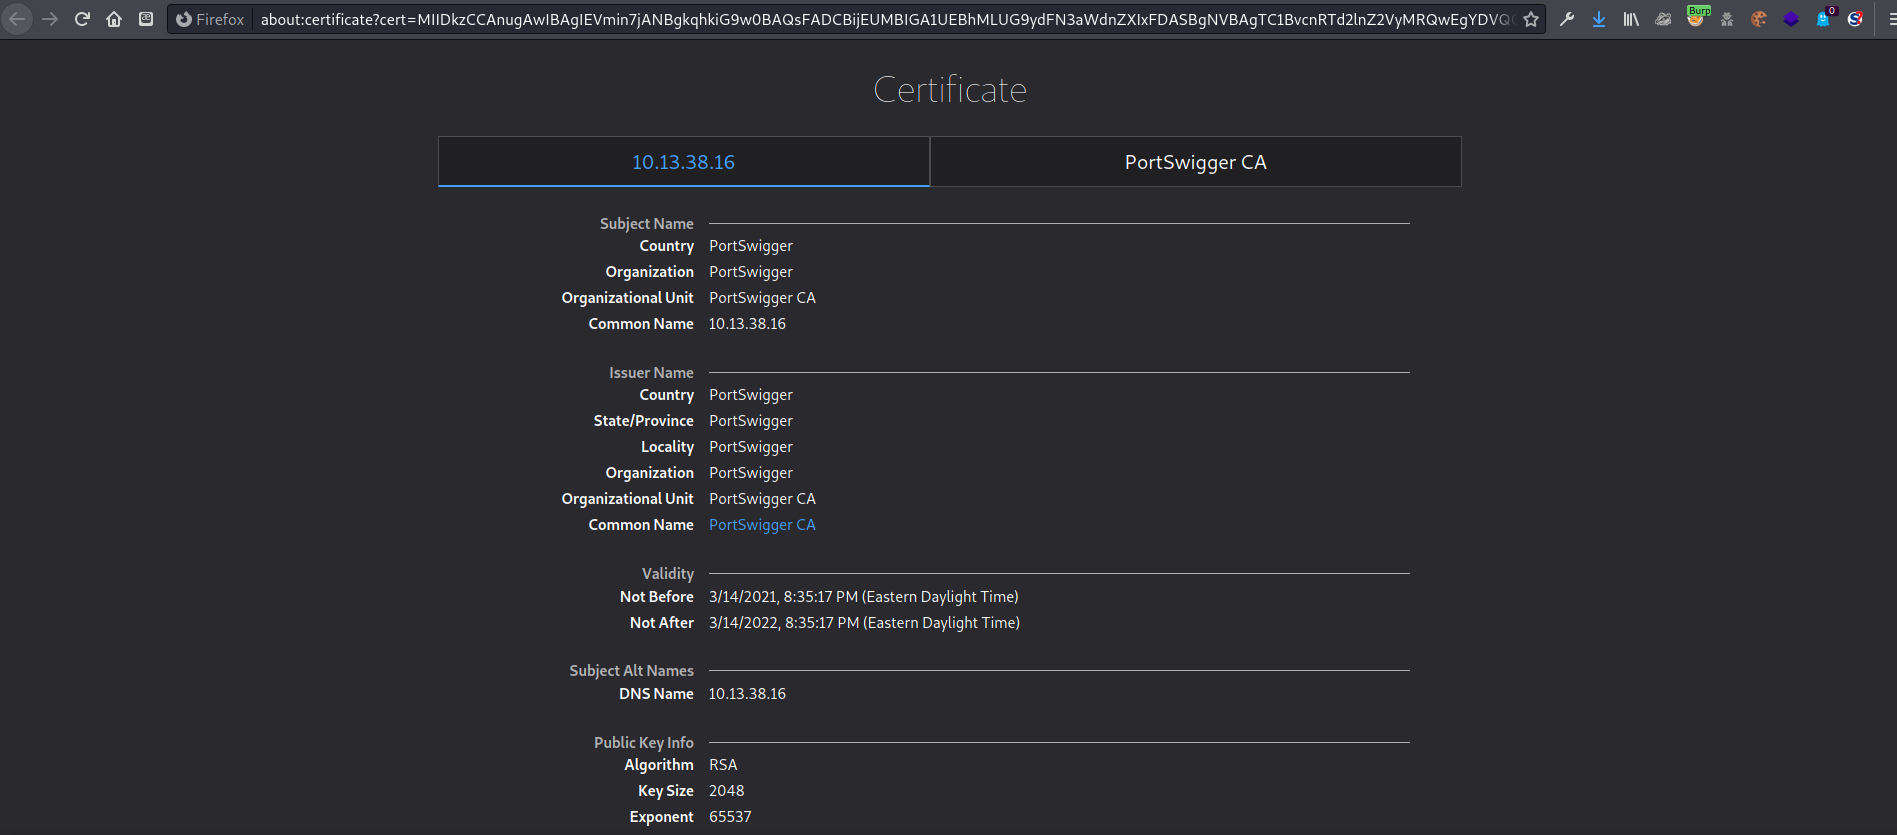 Firefox about:certificate?cert=MIIDkzCCAnugAwIBAgIEVmin7jANBgkqhkiG9w0BAQsFADCBijEUMBIGA1UEBhMLUG9ydFN3aWdnZXIxFDASBgNVBAgTC1BvcnRTd2lnZ2VyMRQwEgYDVQ
Burp
0
Certificate
10.13.38.16 PortSwigger CA
Subject Name
Country PortSwigger
Organization PortSwigger
Organizational Unit PortSwigger CA
Common Name 10.13.38.16
Issuer Name
Country PortSwigger
State/Province PortSwigger
Locality PortSwigger
Organization PortSwigger
Organizational Unit PortSwigger CA
Common Name PortSwigger CA
Validity
Not Before 3/14/2021, 8:35:17 PM (Eastern Daylight Time)
Not After 3/14/2022, 8:35:17 PM (Eastern Daylight Time)
Subject Alt Names
DNS Name 10.13.38.16
Public Key Info
Algorithm RSA
Key Size 2048
Exponent 65537